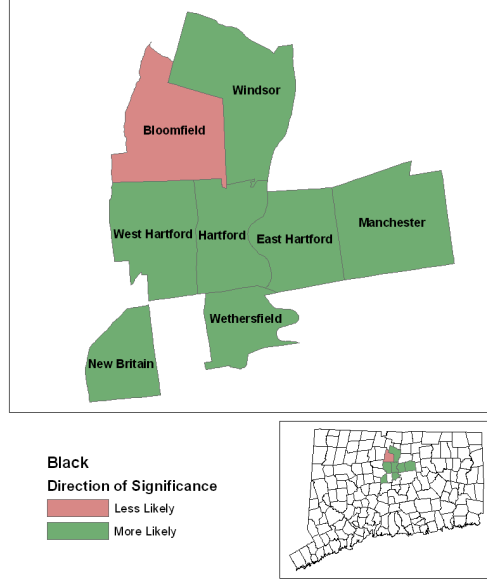 Windsor
Bloomfield
Manchester
West Hartford
Hartford
East Hartford
Wethersfield
New Britain
Black
Direction of Significance
Less Likely
More Likely